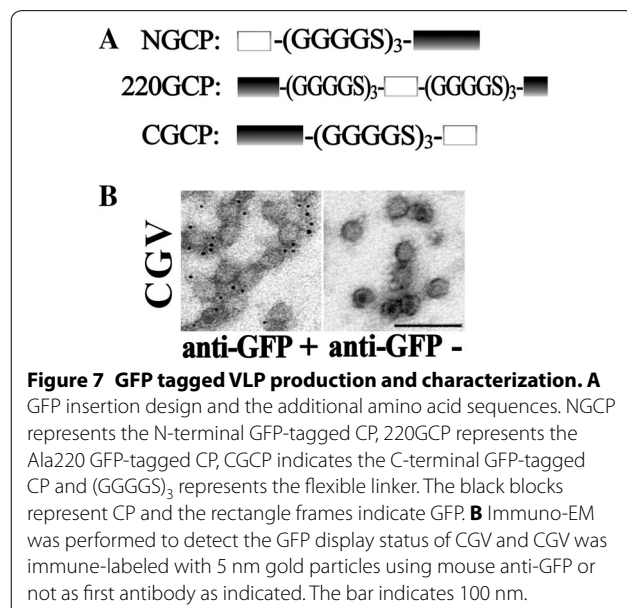 A NGCP: -(GGGGS)₃-
220GCP: -(GGGGS)₃- -(GGGGS)₃-
CGCP: -(GGGGS)₃-
B
CGV
anti-GFP + anti-GFP -
Figure 7 GFP tagged VLP production and characterization. A
GFP insertion design and the additional amino acid sequences. NGCP
represents the N-terminal GFP-tagged CP, 220GCP represents the
Ala220 GFP-tagged CP, CGCP indicates the C-terminal GFP-tagged
CP and (GGGGS)₃ represents the flexible linker. The black blocks
represent CP and the rectangle frames indicate GFP. B Immuno-EM
was performed to detect the GFP display status of CGV and CGV was
immune-labeled with 5 nm gold particles using mouse anti-GFP or
not as first antibody as indicated. The bar indicates 100 nm.